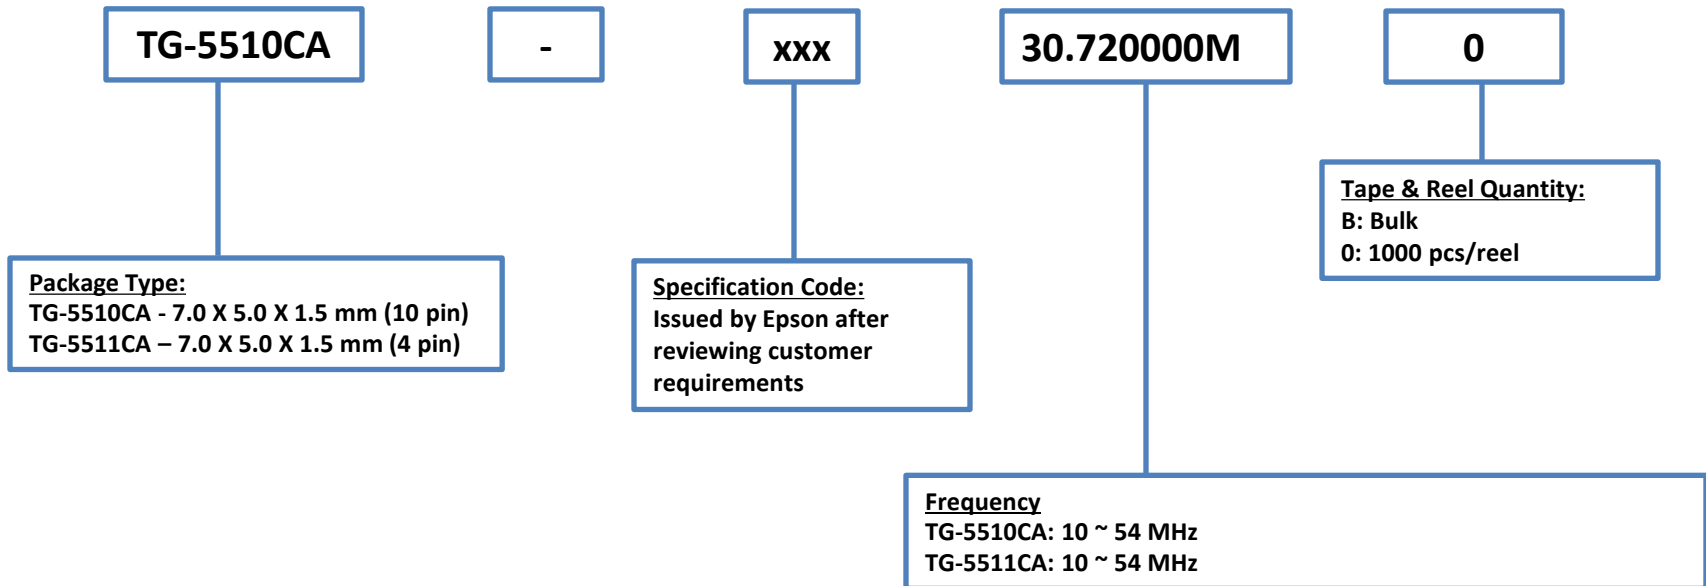 TG-5510CA - xxx 30.720000M 0
Tape & Reel Quantity:
B: Bulk
0: 1000 pcs/reel
Package Type:
TG-5510CA - 7.0 X 5.0 X 1.5 mm (10 pin)
TG-5511CA – 7.0 X 5.0 X 1.5 mm (4 pin)
Specification Code:
Issued by Epson after
reviewing customer
requirements
Frequency
TG-5510CA: 10 ~ 54 MHz
TG-5511CA: 10 ~ 54 MHz